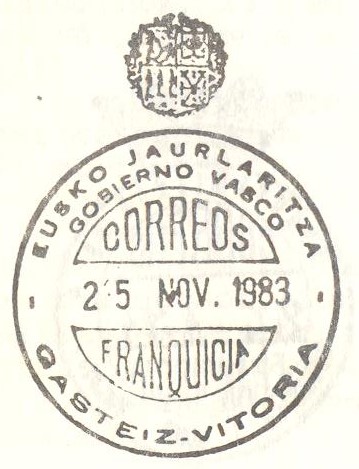 EUSKO JAURLARITZA
GOBIERNO VASCO
CORREOS
25 NOV. 1983
FRANQUICIA
GASTEIZ-VITORIA